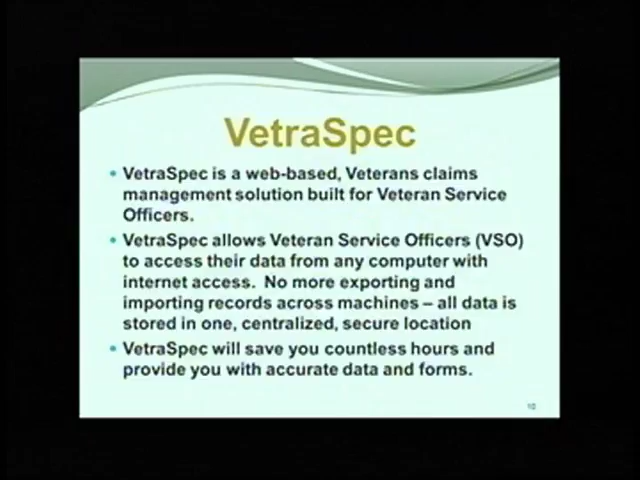 VetraSpec
• VetraSpec is a web-based, Veterans claims
management solution built for Veteran Service
Officers.
• VetraSpec allows Veteran Service Officers (VSO)
to access their data from any computer with
internet access. No more exporting and
importing records across machines – all data is
stored in one, centralized, secure location
• VetraSpec will save you countless hours and
provide you with accurate data and forms.
10